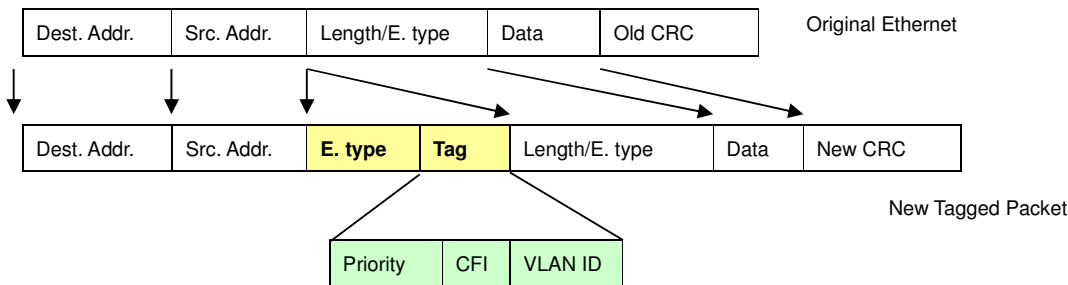 Dest. Addr. Src. Addr. Length/E. type Data Old CRC Original Ethernet
Dest. Addr. Src. Addr. E. type Tag Length/E. type Data New CRC
New Tagged Packet
Priority CFI VLAN ID